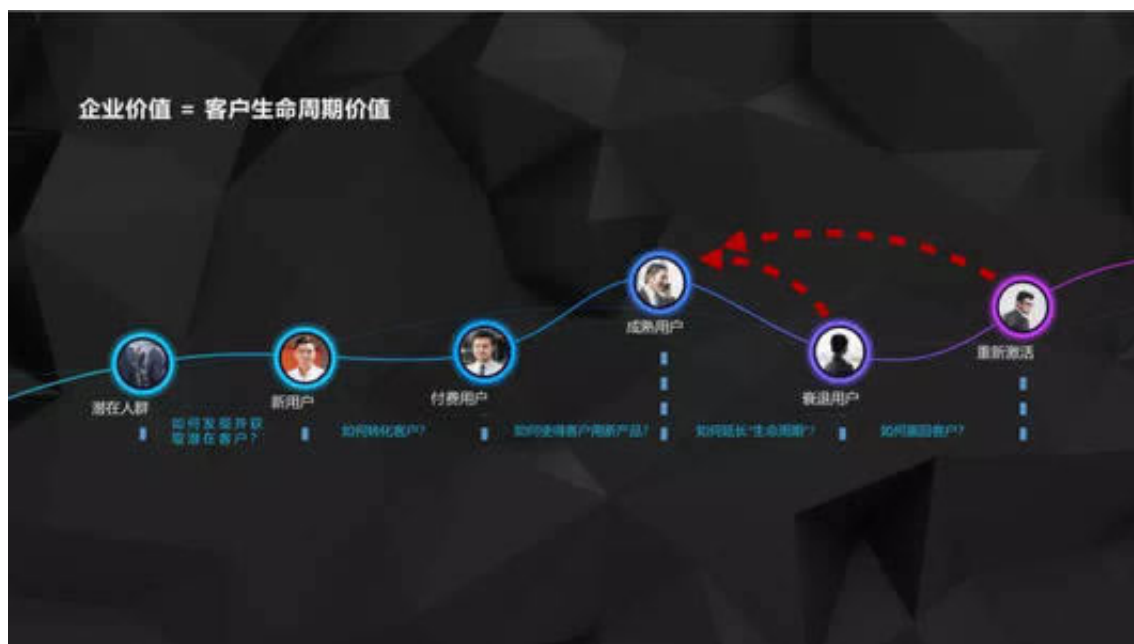 企业价值 = 客户生命周期价值
成熟用户
重新激活
潜在人群
新用户
付费用户
衰退用户
如何发现并获
取潜在客户?
如何转化客户?
如何使得客户用新产品?
如何延长“生命周期”?
如何赢回客户?